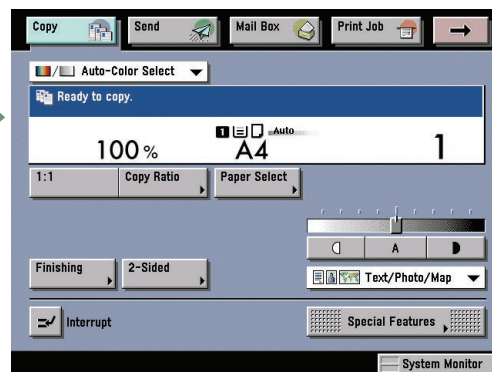 Copy Send Mail Box Print Job
Auto-Color Select
Ready to copy.
1 Auto
100 % A4 1
1:1 Copy Ratio Paper Select
A
Finishing 2-Sided
Text/Photo/Map
Interrupt Special Features
System Monitor